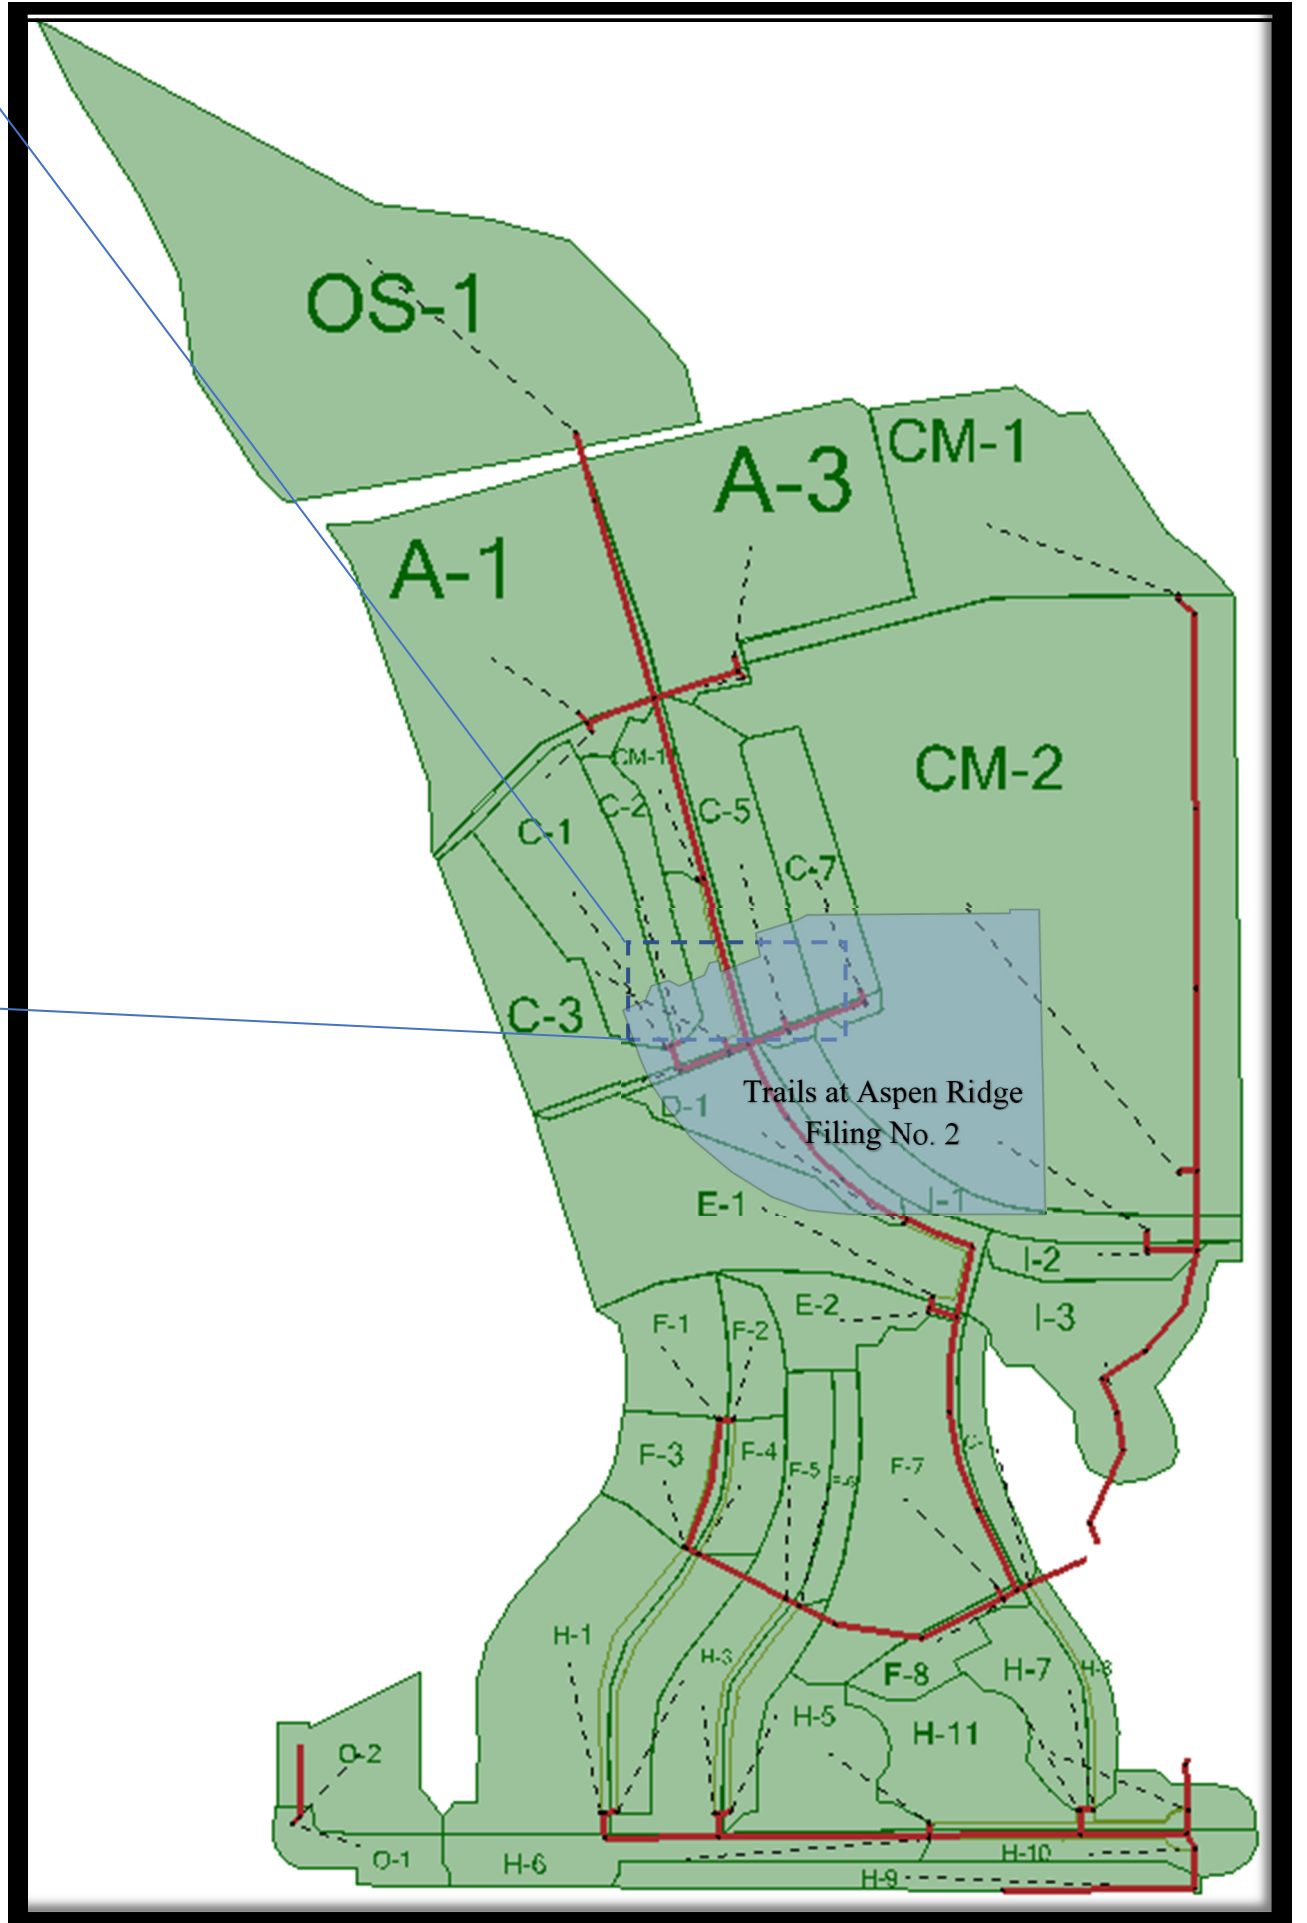 OS-1
CM-1
A-3
A-1
CM-1
CM-2
C-2
C-5
C-1
C-7
C-3
Trails at Aspen Ridge
D-1
Filing No. 2
E-1
I-1
I-2
E-2
I-3
F-1
F-2
F-3
F-4
F-5
F-6
F-7
H-1
H-3
F-8
H-7
H-8
H-5
H-11
O-2
O-1
H-6
H-10
H-9